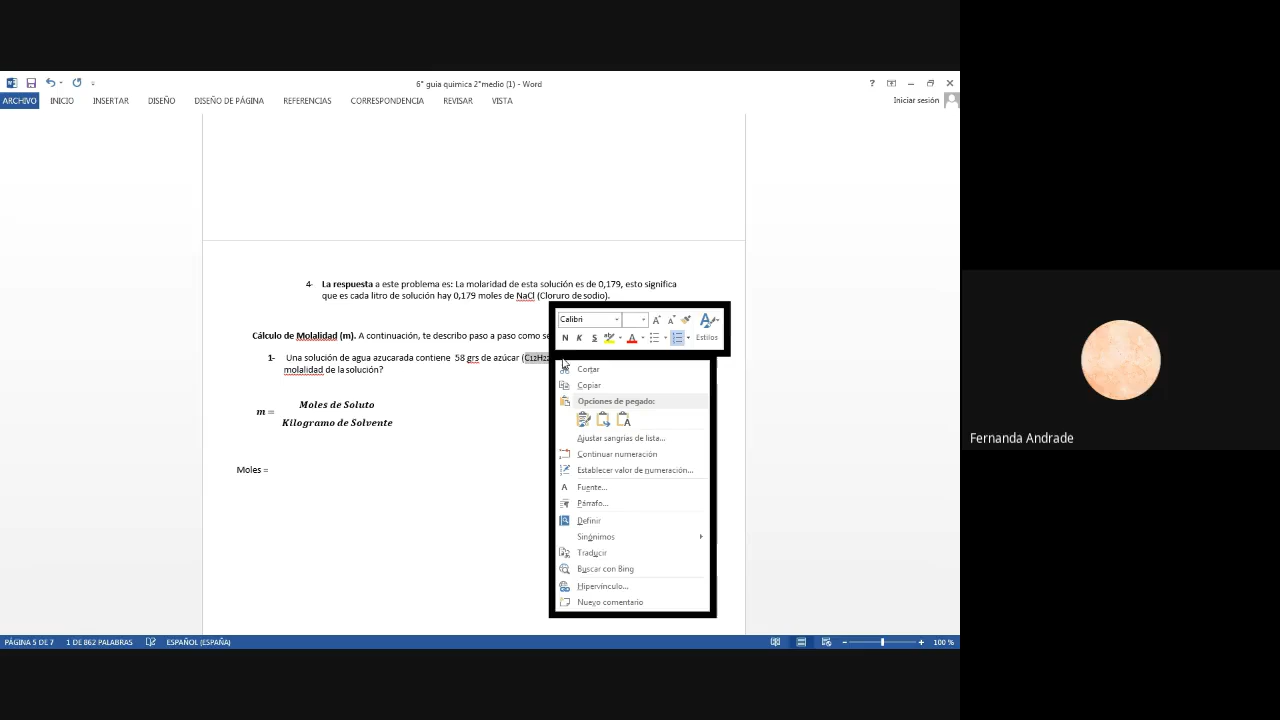 6° guia quimica 2°medio (1) - Word
ARCHIVO INICIO INSERTAR DISEÑO DISEÑO DE PÁGINA REFERENCIAS CORRESPONDENCIA REVISAR VISTA
Iniciar sesión
4- La respuesta a este problema es: La molaridad de esta solución es de 0,179, esto significa
que es cada litro de solución hay 0,179 moles de NaCl (Cloruro de sodio).
Cálculo de Molalidad (m). A continuación, te describo paso a paso como se
1- Una solución de agua azucarada contiene 58 grs de azúcar (C12H22
molalidad de la solución?
m = Moles de Soluto
Kilogramo de Solvente
Moles =
Calibri
A A
N K S aby A Estilos
Cortar
Copiar
Opciones de pegado:
Ajustar sangrías de lista...
Continuar numeración
Establecer valor de numeración...
Fuente...
Párrafo...
Definir
Sinónimos
Traducir
Buscar con Bing
Hipervínculo...
Nuevo comentario
PÁGINA 5 DE 7 1 DE 862 PALABRAS ESPAÑOL (ESPAÑA)
100 %
Fernanda Andrade